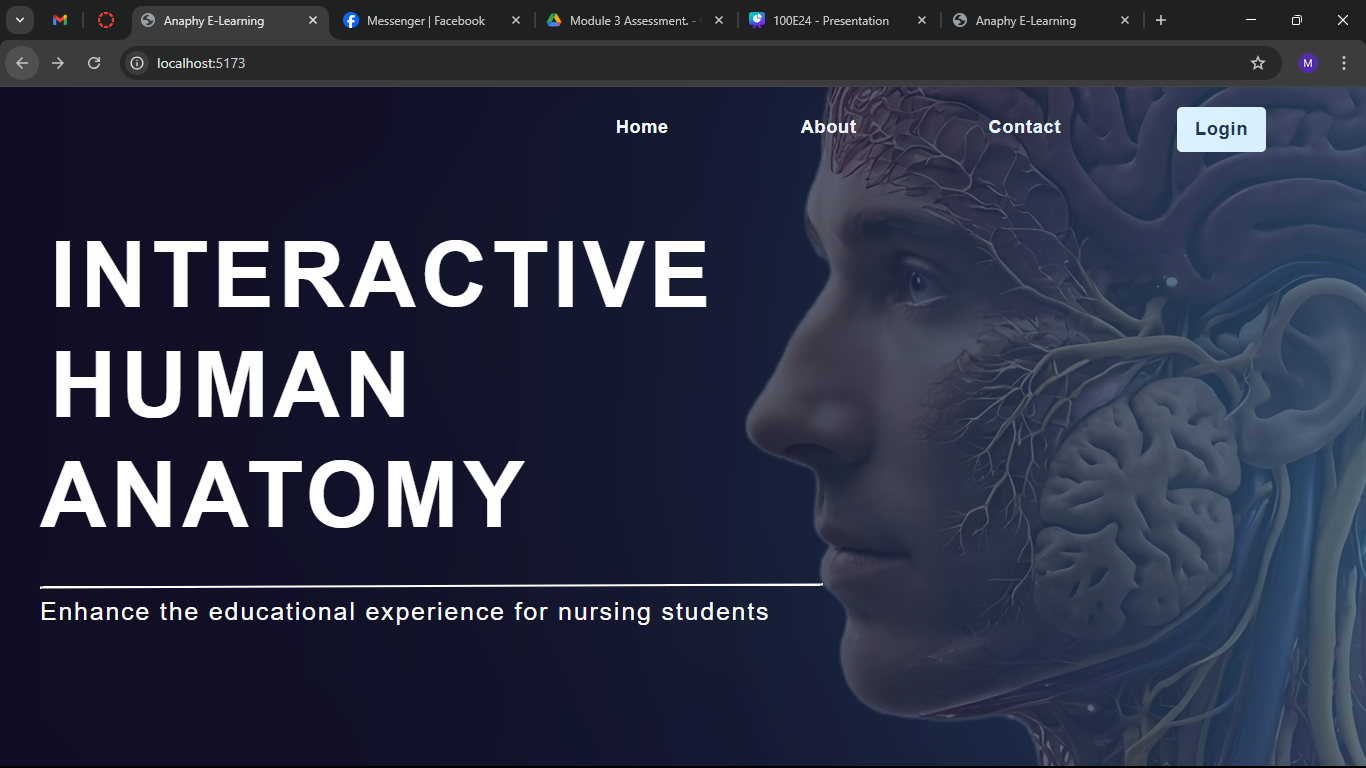 Anaphy E-Learning
Messenger | Facebook
Module 3 Assessment. -
100E24 - Presentation
Anaphy E-Learning
localhost:5173
M
Home
About
Contact
Login
INTERACTIVE
HUMAN
ANATOMY
Enhance the educational experience for nursing students